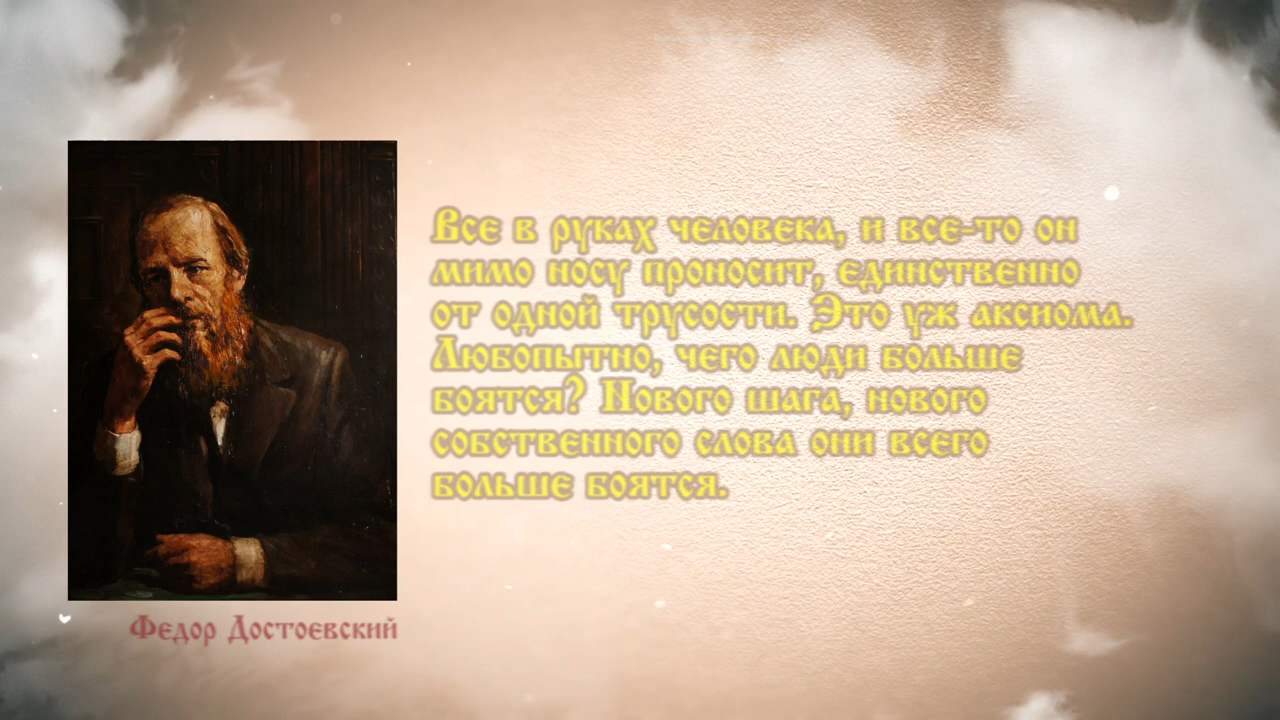 Все в руках человека, и все-то он
мимо носу проносит, единственно
от одной трусости. Это уж аксиома.
Любопытно, чего люди больше
боятся? Нового шага, нового
собственного слова они всего
больше боятся.
Федор Достоевский